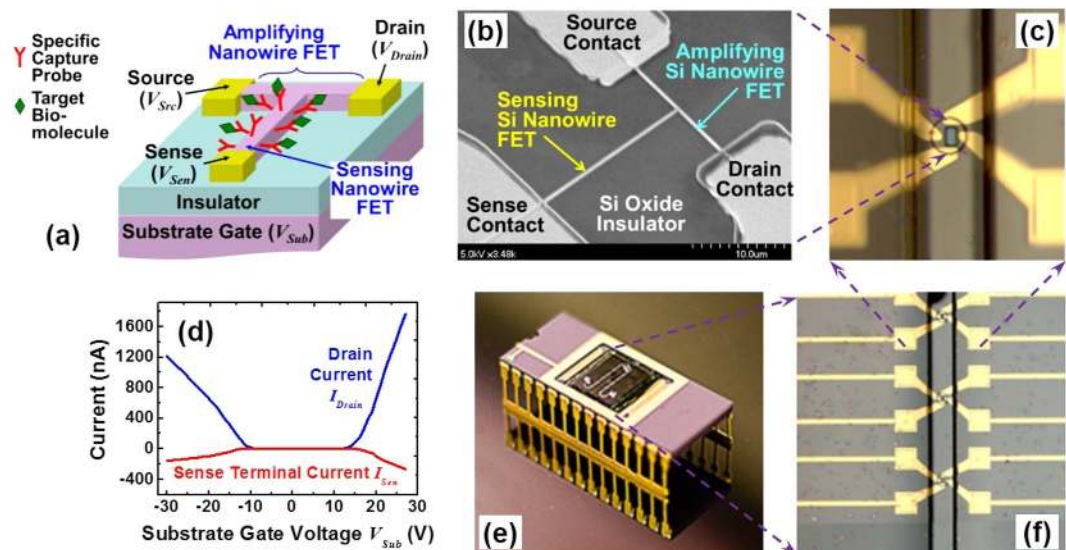 Specific
Capture
Probe
Target
Bio-
molecule
Amplifying
Nanowire FET
Drain
(V_Drain)
Source
(V_Src)
Sense
(V_Sen)
Sensing
Nanowire
FET
Insulator
Substrate Gate (V_Sub)
(a)
(b)
Source
Contact
Amplifying
Si Nanowire
FET
Sensing
Si Nanowire
FET
Drain
Contact
Sense
Contact
Si Oxide
Insulator
5.0kV x3.48k
10.0um
(c)
(d)
Current (nA)
1600
1200
800
400
0
-400
Drain
Current
I_Drain
Sense Terminal Current I_Sen
-30
-20
-10
0
10
20
30
Substrate Gate Voltage V_Sub (V)
(e)
(f)